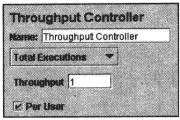 Throughput Controller
Name: Throughput Controller
Total Executions
Throughput 1
Per User